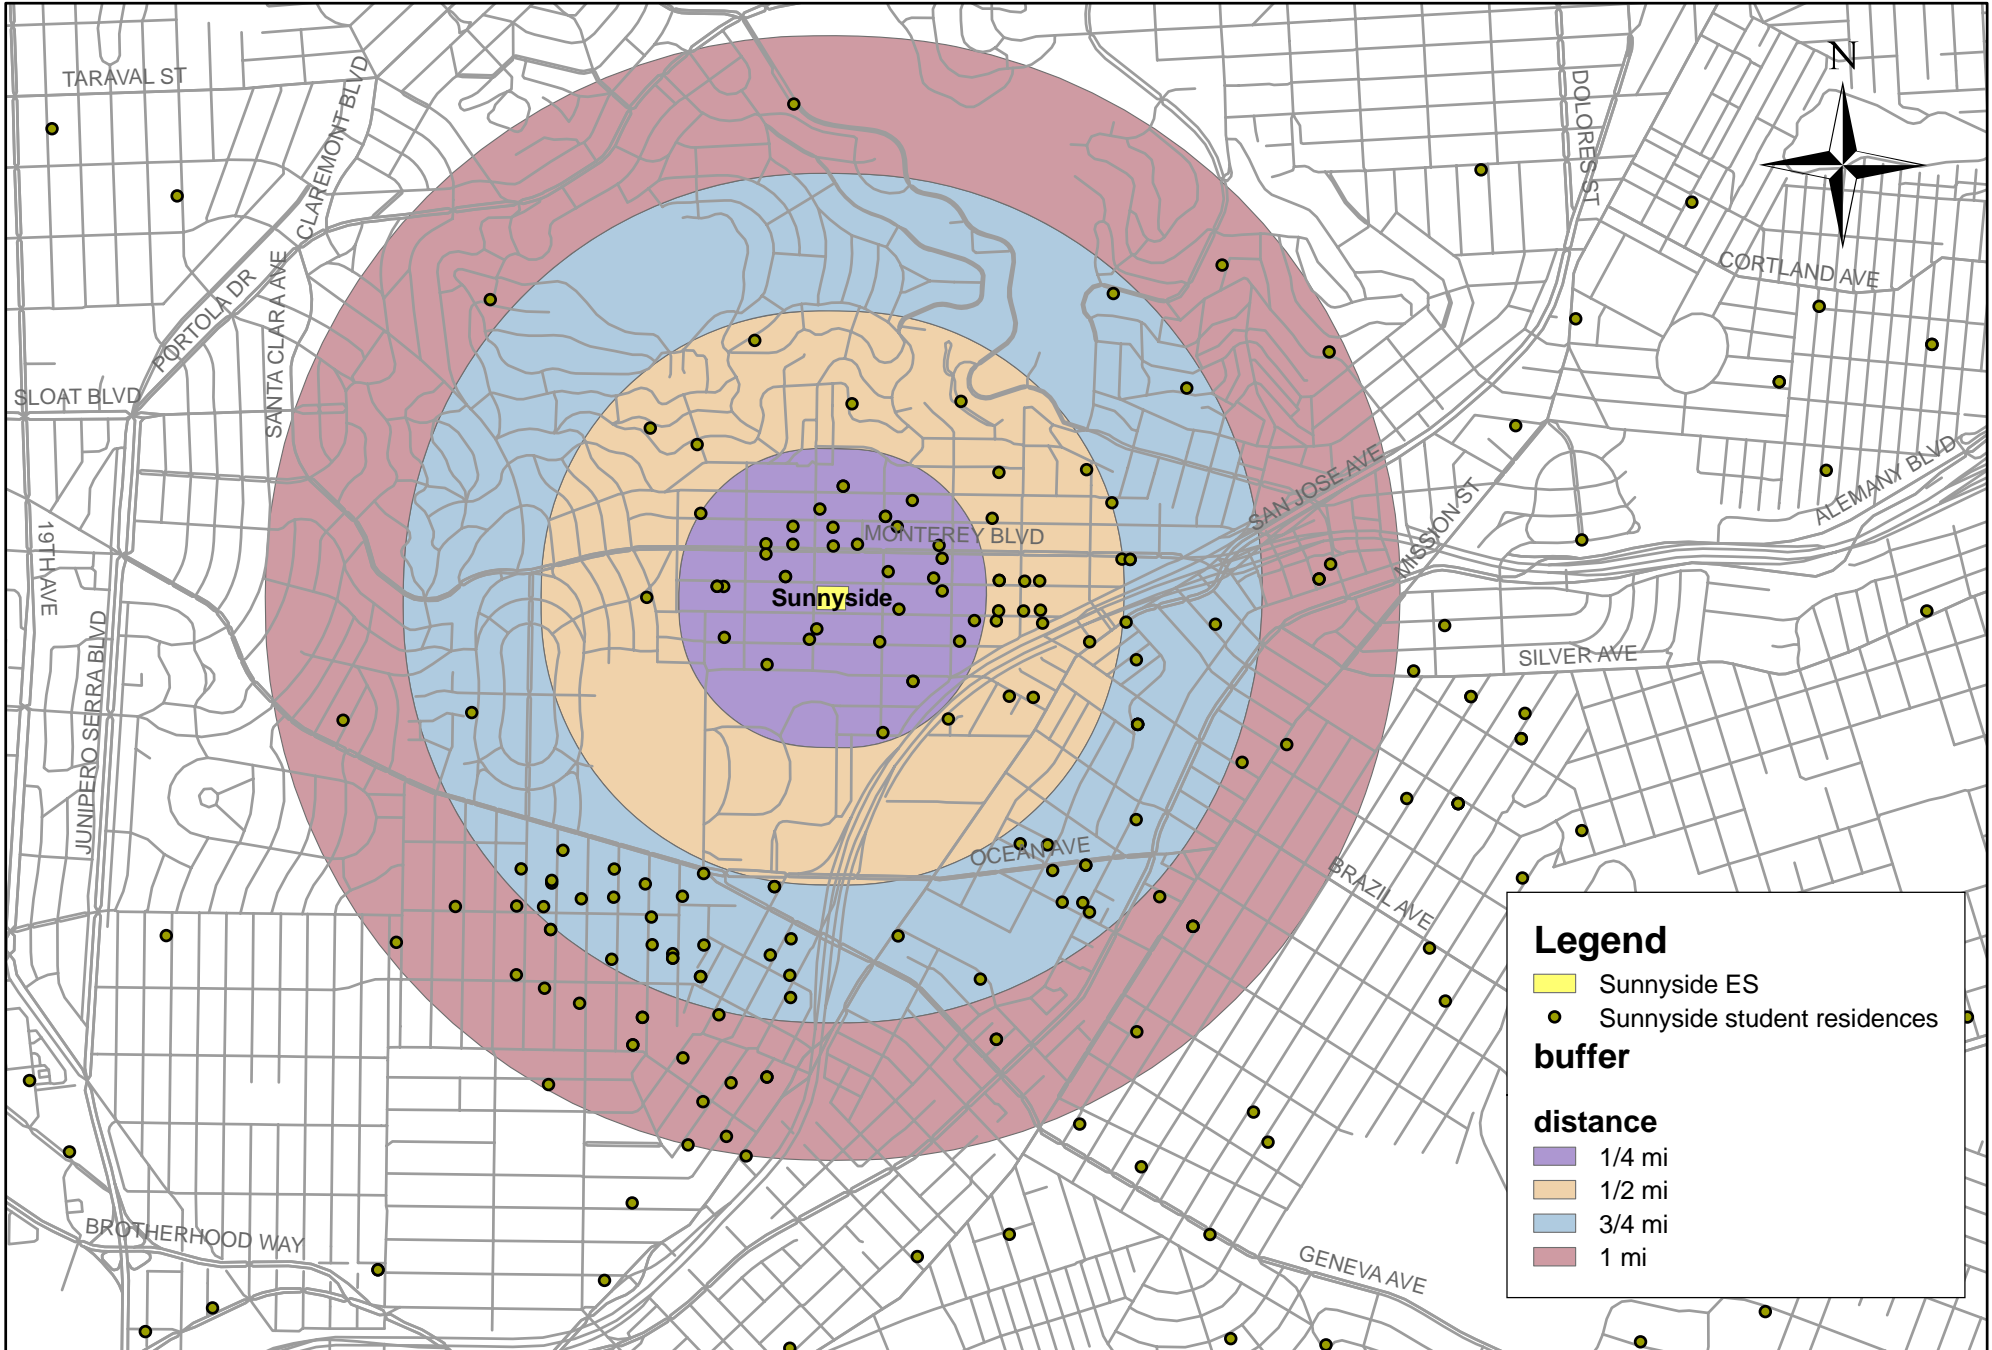 N
TARAVAL ST
CLAREMONT BLVD
DOLORES ST
PORTOLA DR
SANTA CLARA AVE
CORTLAND AVE
SLOAT BLVD
SAN JOSE AVE
MISSION ST
ALEMANY BLVD
19TH AVE
MONTEREY BLVD
Sunnyside
JUNIPERO SERRA BLVD
SILVER AVE
OCEAN AVE
BRAZIL AVE
BROTHERHOOD WAY
GENEVA AVE
Legend
Sunnyside ES
Sunnyside student residences
buffer
distance
1/4 mi
1/2 mi
3/4 mi
1 mi